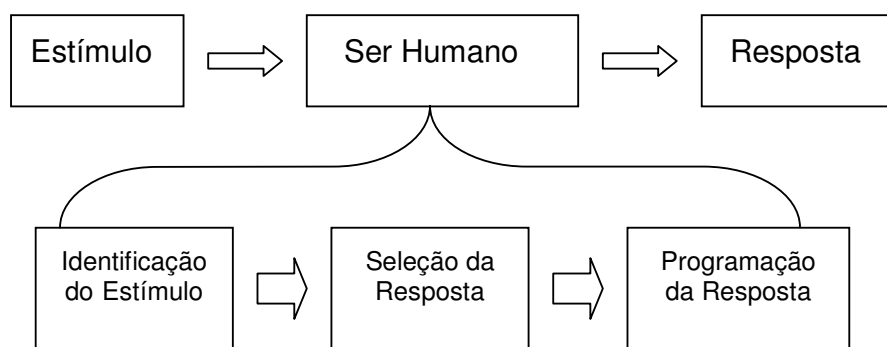 Estímulo
Ser Humano
Resposta
Identificação
do Estímulo
Seleção da
Resposta
Programação
da Resposta